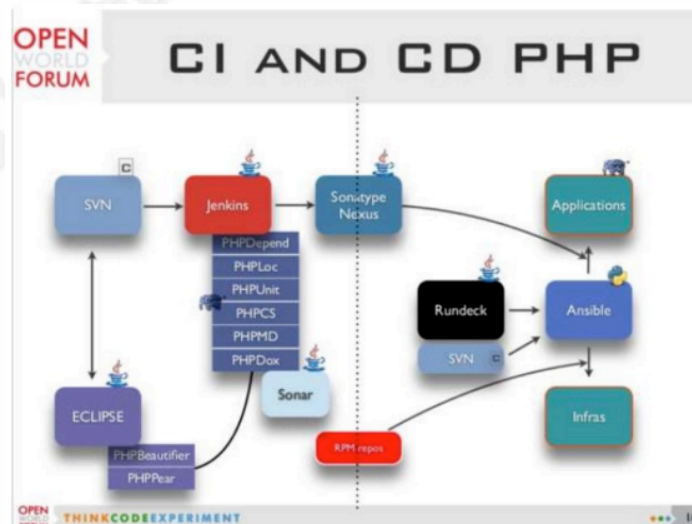 OPEN
WORLD
FORUM
CI AND CD PHP
C
SVN
Jenkins
Sonatype
Nexus
Applications
PHPDepend
PHPLoc
PHPUnit
PHPCS
PHPMD
PHPDox
Rundeck
Ansible
SVN
C
Sonar
ECLIPSE
PHPBeautifier
PHPPear
RPM repos
Infras
OPEN
WORLD
FORUM
THINKCODEEXPERIMENT